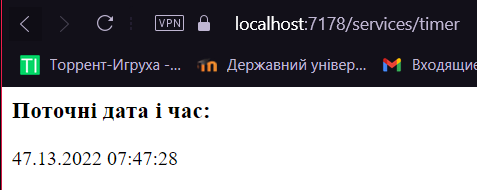 VPN localhost:7178/services/timer
TI Торрент-Игруха -... Державний універ... Входящие
Поточні дата і час:
47.13.2022 07:47:28